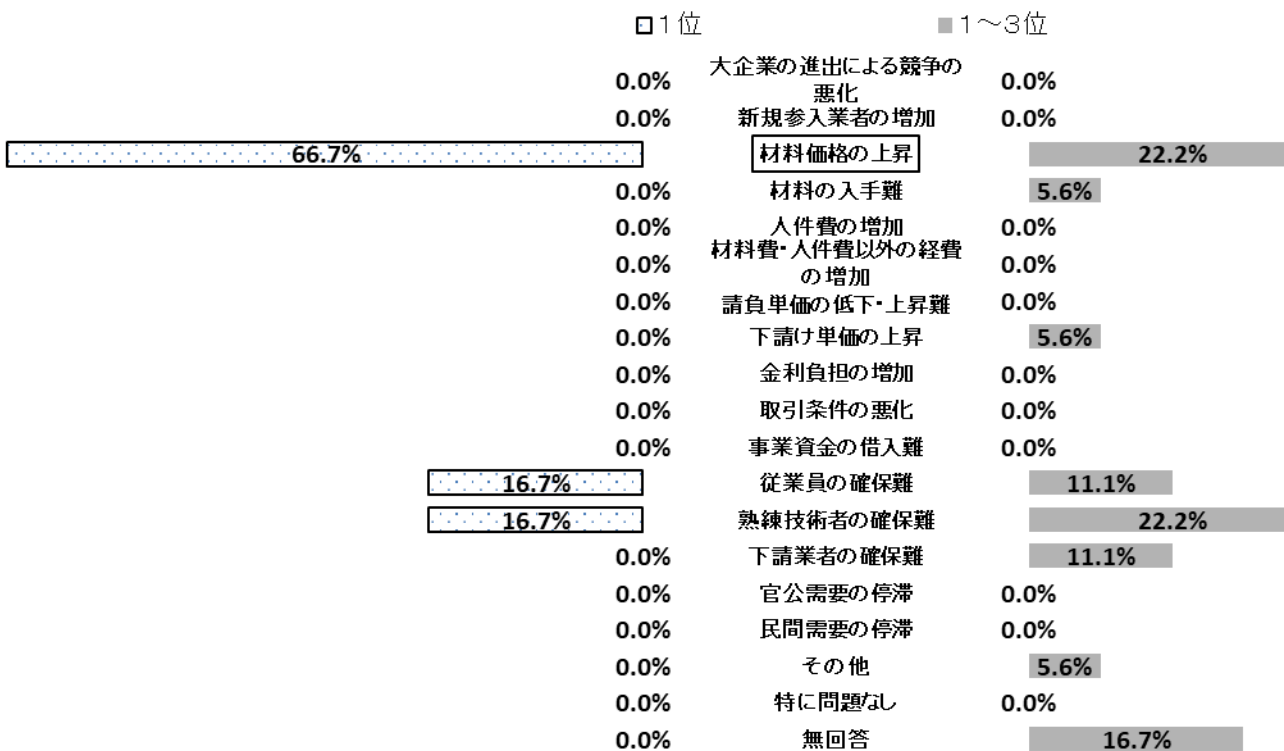 1位 1～3位
大企業の進出による競争の
0.0% 悪化 0.0%
0.0% 新規参入業者の増加 0.0%
66.7% 材料価格の上昇 22.2%
0.0% 材料の入手難 5.6%
0.0% 人件費の増加 0.0%
材料費・人件費以外の経費
0.0% の増加 0.0%
0.0% 請負単価の低下・上昇難 0.0%
0.0% 下請け単価の上昇 5.6%
0.0% 金利負担の増加 0.0%
0.0% 取引条件の悪化 0.0%
0.0% 事業資金の借入難 0.0%
16.7% 従業員の確保難 11.1%
16.7% 熟練技術者の確保難 22.2%
0.0% 下請業者の確保難 11.1%
0.0% 官公需要の停滞 0.0%
0.0% 民間需要の停滞 0.0%
0.0% その他 5.6%
0.0% 特に問題なし 0.0%
0.0% 無回答 16.7%